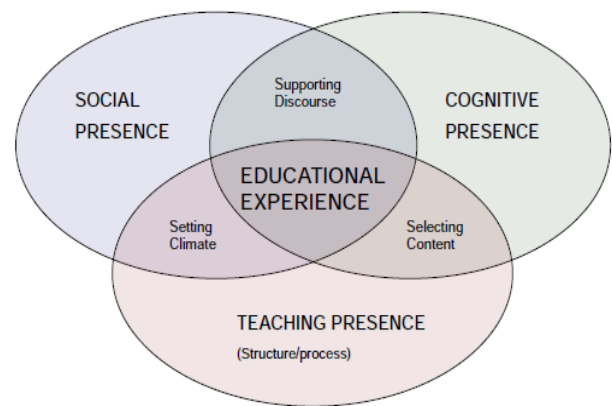 Supporting
Discourse
SOCIAL
PRESENCE
COGNITIVE
PRESENCE
EDUCATIONAL
EXPERIENCE
Setting
Climate
Selecting
Content
TEACHING PRESENCE
(Structure/process)